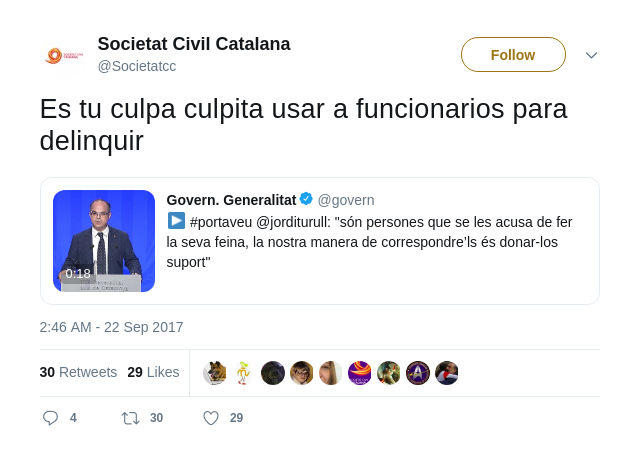 Societat Civil Catalana
@Societatcc
Follow
Es tu culpa culpita usar a funcionarios para
delinquir
Govern. Generalitat @govern
#portaveu @jorditurull: "són persones que se les acusa de fer
la seva feina, la nostra manera de correspondre'ls és donar-los
suport"
0:18
2:46 AM - 22 Sep 2017
30 Retweets 29 Likes
4 30 29